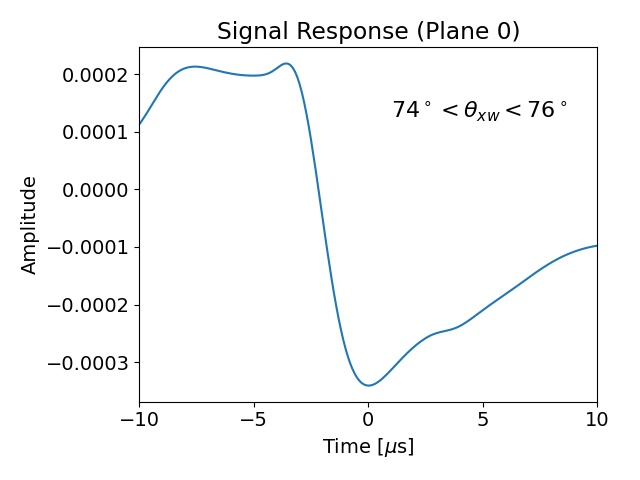 Signal Response (Plane 0)
0.0002
0.0001
0.0000
−0.0001
−0.0002
−0.0003
Amplitude
74° < θxw < 76°
−10
−5
0
5
10
Time [μs]